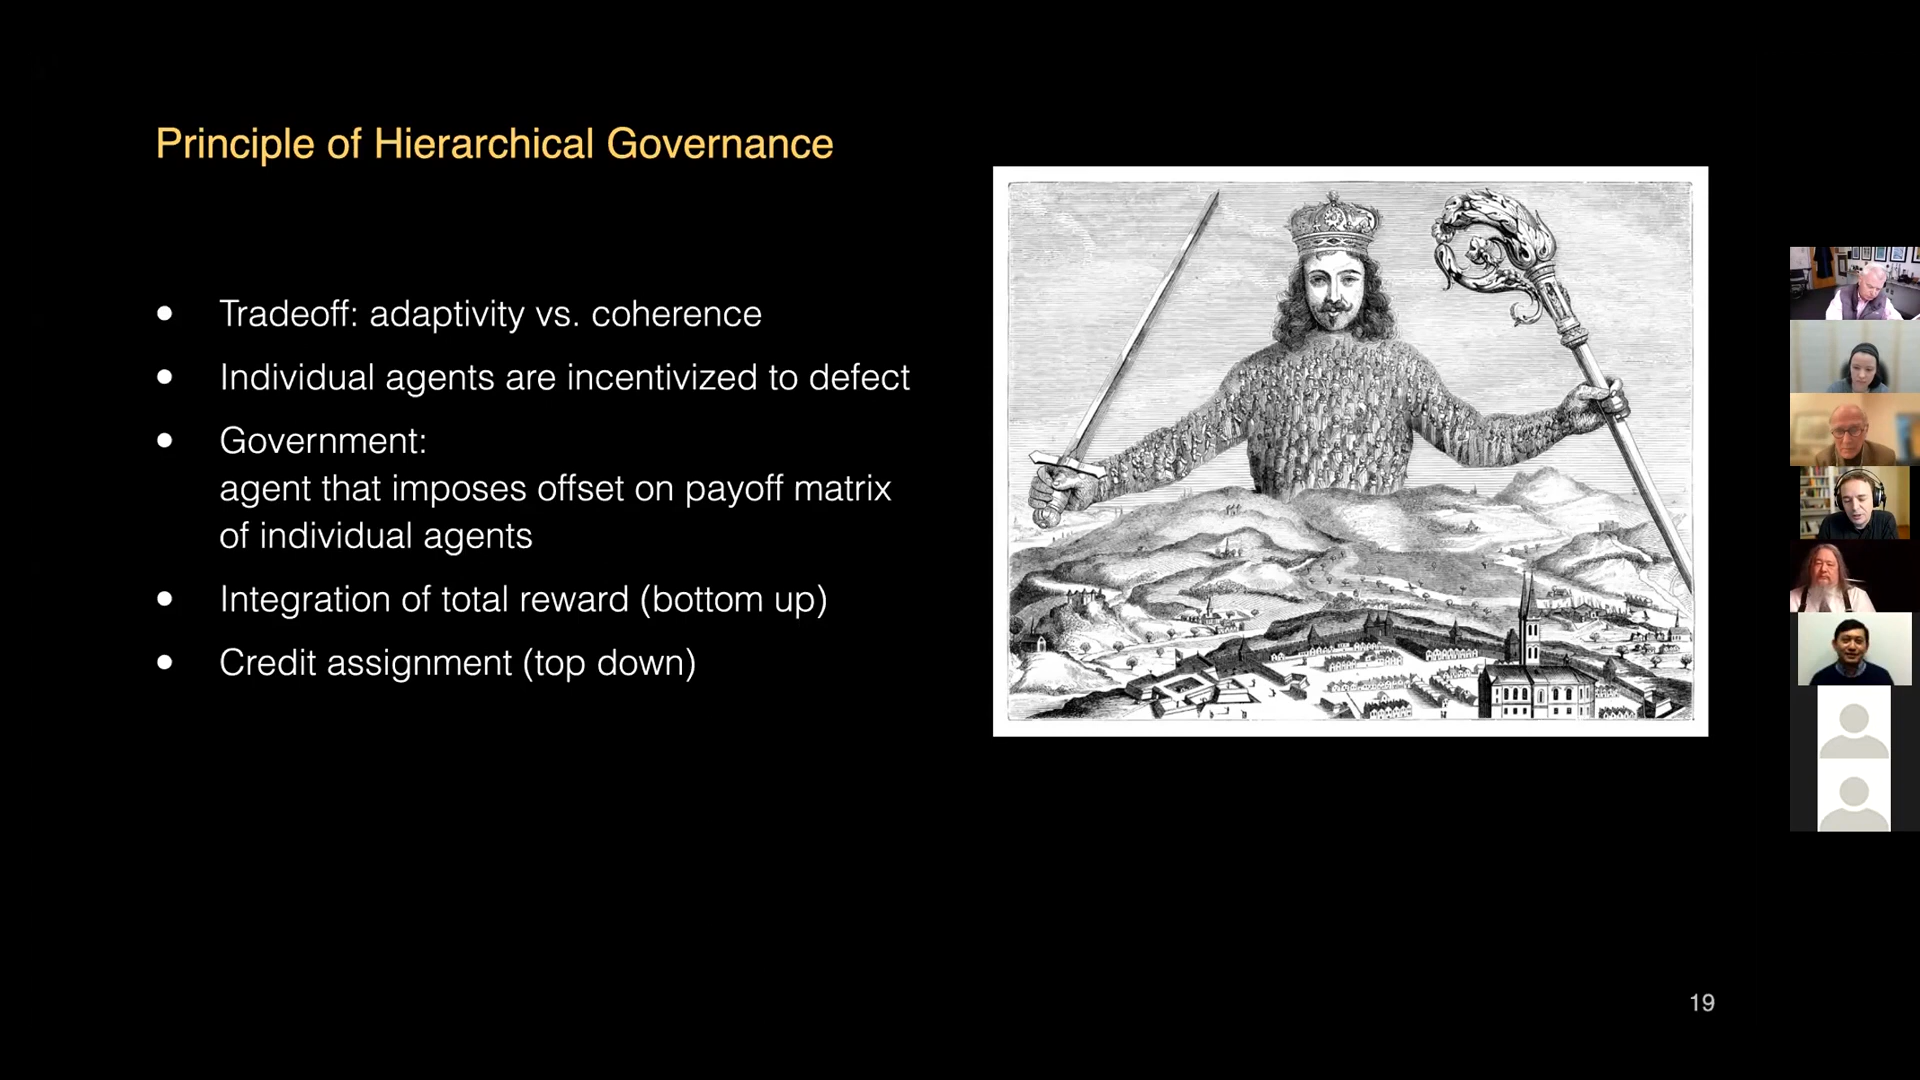 Principle of Hierarchical Governance
• Tradeoff: adaptivity vs. coherence
• Individual agents are incentivized to defect
• Government:
agent that imposes offset on payoff matrix
of individual agents
• Integration of total reward (bottom up)
• Credit assignment (top down)
19